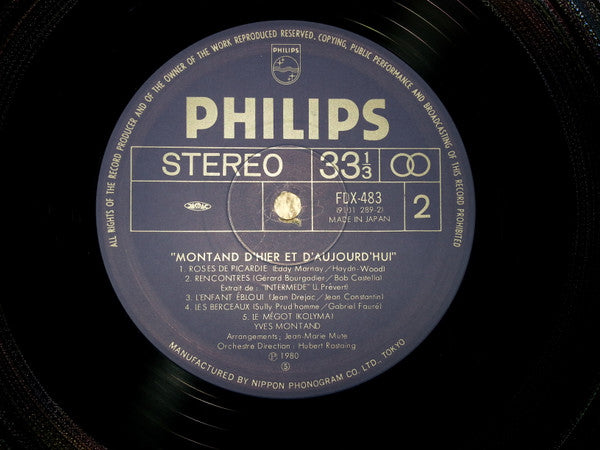 ALL RIGHTS OF THE RECORD PRODUCER AND OF THE OWNER OF THE WORK REPRODUCED RESERVED. COPYING, PUBLIC PERFORMANCE AND BROADCASTING OF THIS RECORD PROHIBITED
PHILIPS
PHILIPS
STEREO 33⅓
FDX-483
(9101 289-2)
MADE IN JAPAN
2
"MONTAND D'HIER ET D'AUJOURD'HUI"
1. ROSES DE PICARDIE (Eddy Marnay/Haydn-Wood)
2. RENCONTRES (Gérard Bourgadier/Bob Castella)
Extrait de: "INTERMEDE" (J. Prévert)
3. L'ENFANT ÉBLOUI (Jean Drejac/Jean Constantin)
4. LES BERCEAUX (Sully Prud'homme/Gabriel Fauré)
5. LE MÉGOT (KOLYMA)
YVES MONTAND
Arrangements: Jean-Marie Mute
Orchestre Direction: Hubert Rostaing
Ⓟ 1980
Ⓢ
MANUFACTURED BY NIPPON PHONOGRAM CO. LTD., TOKYO